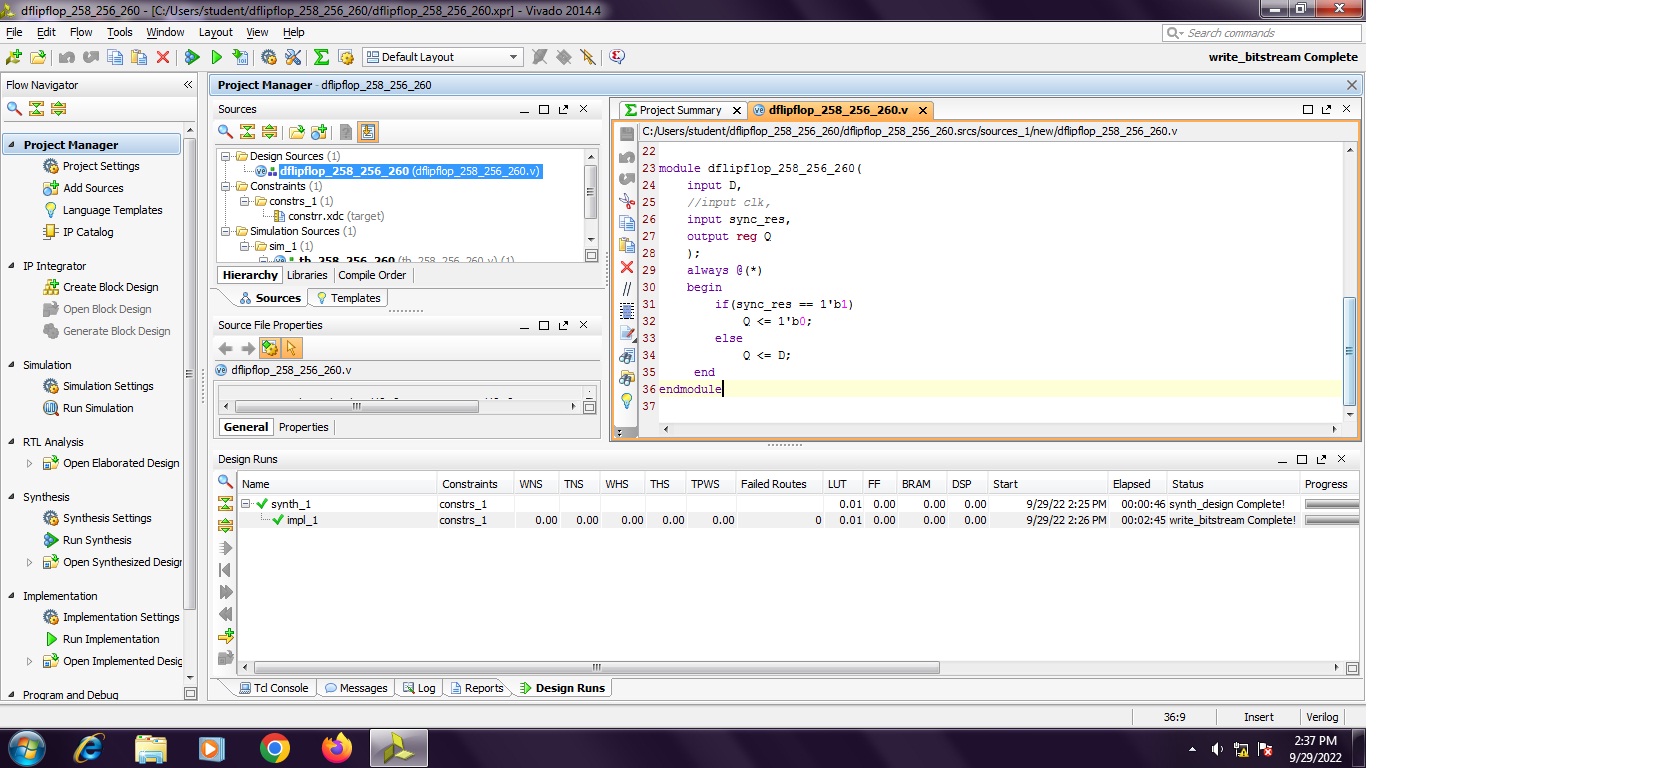 dflipflop_258_256_260 - [C:/Users/student/dflipflop_258_256_260/dflipflop_258_256_260.xpr] - Vivado 2014.4
File Edit Flow Tools Window Layout View Help
Search commands
Default Layout
write_bitstream Complete
Flow Navigator
Project Manager
Project Settings
Add Sources
Language Templates
IP Catalog
IP Integrator
Create Block Design
Open Block Design
Generate Block Design
Simulation
Simulation Settings
Run Simulation
RTL Analysis
Open Elaborated Design
Synthesis
Synthesis Settings
Run Synthesis
Open Synthesized Desigr
Implementation
Implementation Settings
Run Implementation
Open Implemented Desig
Program and Debug
Project Manager - dflipflop_258_256_260
Sources
Design Sources (1)
dflipflop_258_256_260 (dflipflop_258_256_260.v)
Constraints (1)
constrs_1 (1)
constrr.xdc (target)
Simulation Sources (1)
sim_1 (1)
tb_258_256_260 (tb_258_256_260.v) (1)
Hierarchy Libraries Compile Order
Sources Templates
Source File Properties
dflipflop_258_256_260.v
General Properties
Project Summary dflipflop_258_256_260.v
C:/Users/student/dflipflop_258_256_260/dflipflop_258_256_260.srcs/sources_1/new/dflipflop_258_256_260.v
22
23 module dflipflop_258_256_260(
24 input D,
25 //input clk,
26 input sync_res,
27 output reg Q
28 );
29 always @(*)
30 begin
31 if(sync_res == 1'b1)
32 Q <= 1'b0;
33 else
34 Q <= D;
35 end
36 endmodule
37
Design Runs
Name Constraints WNS TNS WHS THS TPWS Failed Routes LUT FF BRAM DSP Start Elapsed Status Progress
synth_1 constrs_1 0.01 0.00 0.00 0.00 9/29/22 2:25 PM 00:00:46 synth_design Complete!
impl_1 constrs_1 0.00 0.00 0.00 0.00 0.00 0 0.01 0.00 0.00 0.00 9/29/22 2:26 PM 00:02:45 write_bitstream Complete!
Tcl Console Messages Log Reports Design Runs
36:9 Insert Verilog
2:37 PM
9/29/2022